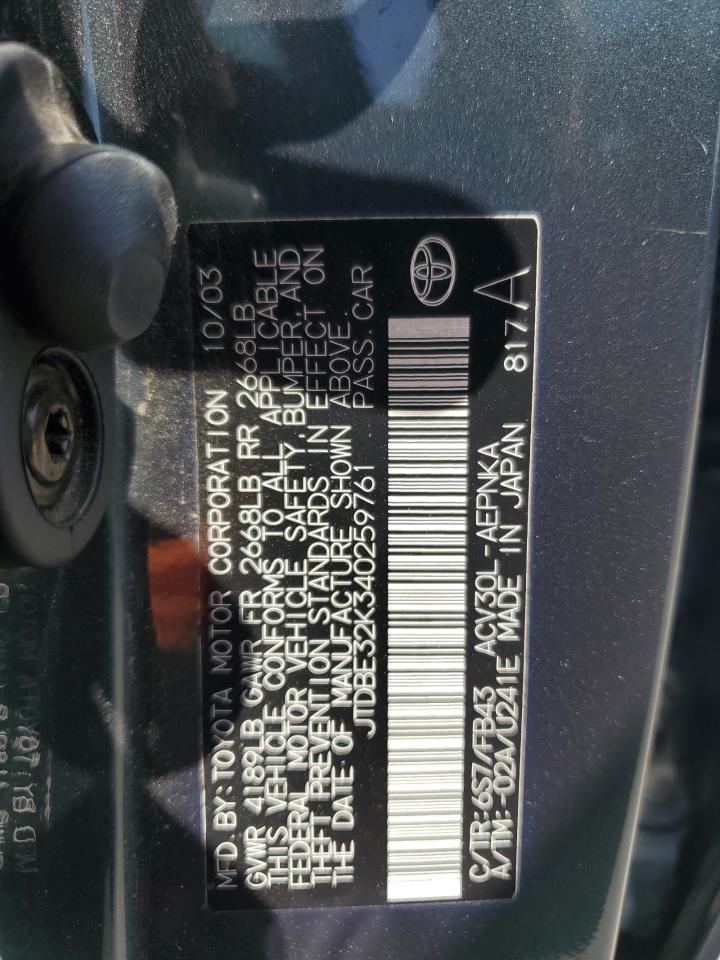 MFD. BY: TOYOTA MOTOR CORPORATION 10/03
GVWR 4189LB GAWR FR 2668LB RR 2668LB
THIS VEHICLE CONFORMS TO ALL APPLICABLE
FEDERAL MOTOR VEHICLE SAFETY, BUMPER, AND
THEFT PREVENTION STANDARDS IN EFFECT ON
THE DATE OF MANUFACTURE SHOWN ABOVE.
JTDBE32K340259761 PASS. CAR
C/TR: 6S7/FB43 ACV30L-AEPNKA 817A
A/TM: -02A/U241E MADE IN JAPAN